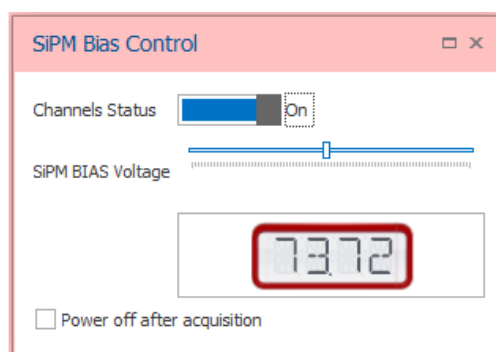 SiPM Bias Control
Channels Status On
SiPM BIAS Voltage
73.72
Power off after acquisition